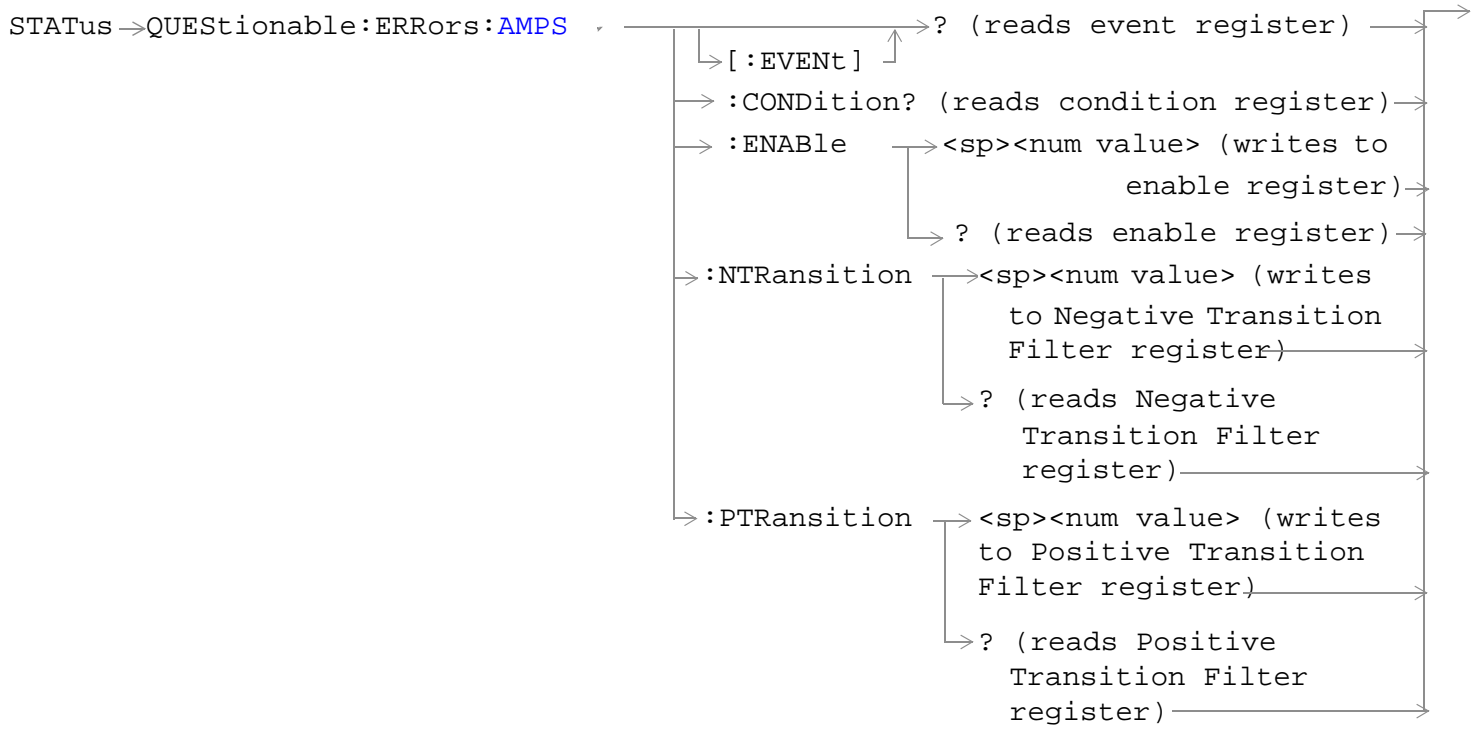 STATus QUEStionable:ERRors:AMPS ? (reads event register)
[:EVENt]
:CONDition? (reads condition register)
:ENABle <sp><num value> (writes to
enable register)
? (reads enable register)
:NTRansition <sp><num value> (writes
to Negative Transition
Filter register)
? (reads Negative
Transition Filter
register)
:PTRansition <sp><num value> (writes
to Positive Transition
Filter register)
? (reads Positive
Transition Filter
register)